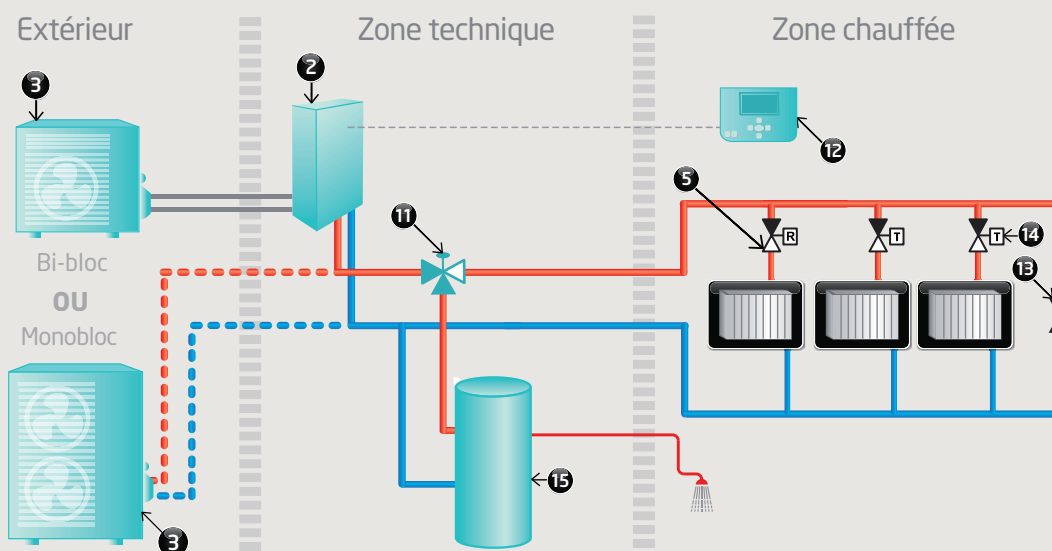 Extérieur
Zone technique
Zone chauffée
3
2
12
5
11
R
T
T
14
13
Bi-bloc
OU
Monobloc
15
3